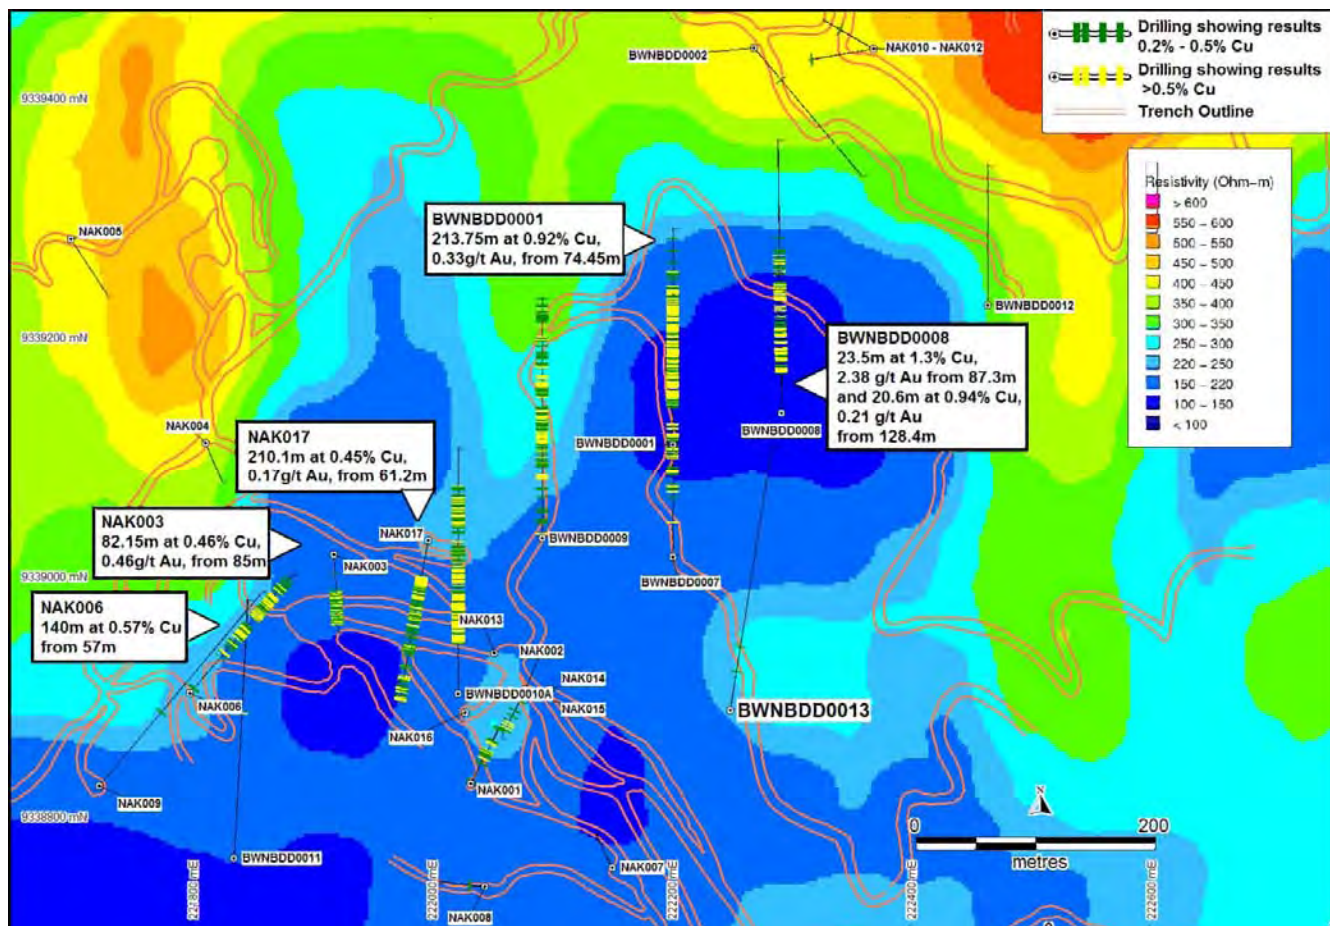 Drilling showing results
0.2% - 0.5% Cu
Drilling showing results
>0.5% Cu
Trench Outline
Resistivity (Ohm-m)
> 600
550 - 600
500 - 550
450 - 500
400 - 450
350 - 400
300 - 350
250 - 300
220 - 250
150 - 220
100 - 150
< 100
BWNBDD0002
NAK010 - NAK012
9339400 mN
NAK005
BWNBDD0001
213.75m at 0.92% Cu,
0.33g/t Au, from 74.45m
BWNBDD0012
9339200 mN
BWNBDD0008
23.5m at 1.3% Cu,
2.38 g/t Au from 87.3m
and 20.6m at 0.94% Cu,
0.21 g/t Au
from 128.4m
NAK004
NAK017
210.1m at 0.45% Cu,
0.17g/t Au, from 61.2m
BWNBDD0001
BWNBDD0008
NAK003
82.15m at 0.46% Cu,
0.46g/t Au, from 85m
NAK017
BWNBDD0009
NAK003
9339000 mN
BWNBDD0007
NAK006
140m at 0.57% Cu
from 57m
NAK013
NAK002
NAK014
BWNBDD0010A
NAK015
NAK006
BWNBDD0013
NAK016
NAK009
NAK001
9338800 mN
N
0
200
metres
BWNBDD0011
NAK007
NAK008
222000 mE
222200 mE
222400 mE
222600 mE